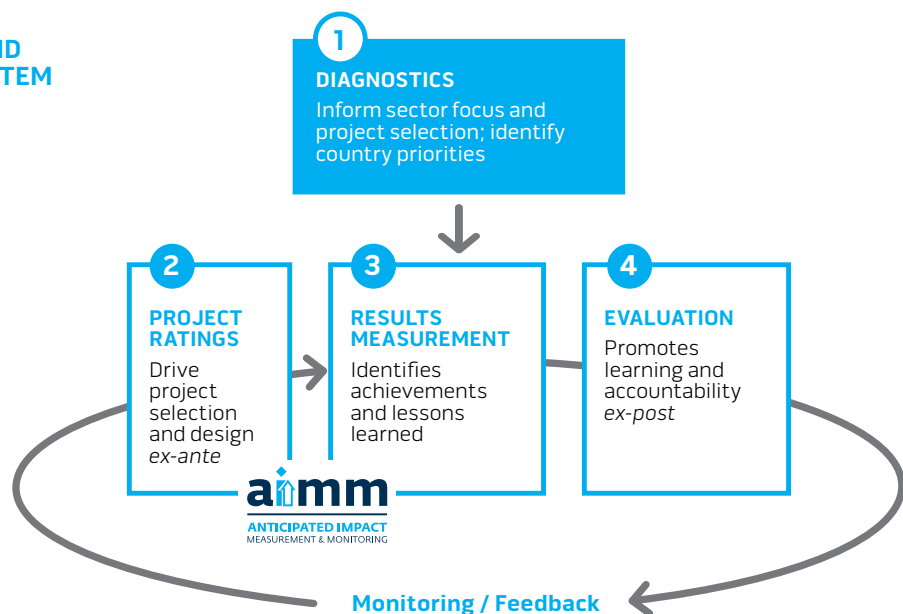 ND
TEM
1
DIAGNOSTICS
Inform sector focus and
project selection; identify
country priorities
2
PROJECT
RATINGS
Drive
project
selection
and design
ex-ante
3
RESULTS
MEASUREMENT
Identifies
achievements
and lessons
learned
4
EVALUATION
Promotes
learning and
accountability
ex-post
aimm
ANTICIPATED IMPACT
MEASUREMENT & MONITORING
Monitoring / Feedback